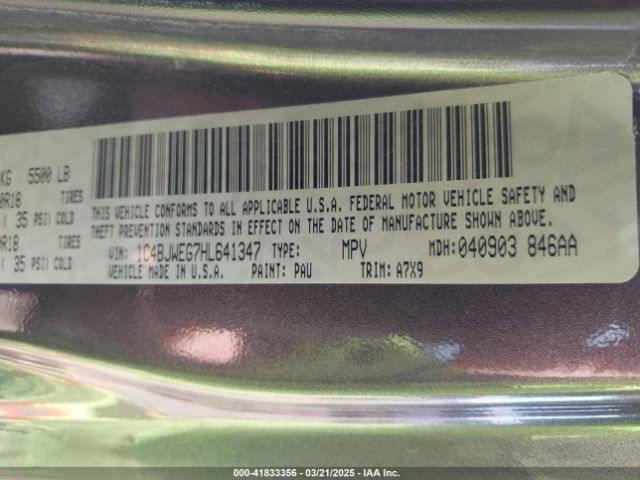 KG 5500 LB
0R18 TIRES
( 35 PSI) COLD
0R18 TIRES
( 35 PSI) COLD
THIS VEHICLE CONFORMS TO ALL APPLICABLE U.S.A. FEDERAL MOTOR VEHICLE SAFETY AND
THEFT PREVENTION STANDARDS IN EFFECT ON THE DATE OF MANUFACTURE SHOWN ABOVE.
VIN: 1C4BJWEG7HL641347 TYPE: MPV MDH: 040903 846AA
VEHICLE MADE IN U.S.A. PAINT: PAU TRIM: A7X9
000-41833356 — 03/21/2025 — IAA Inc.